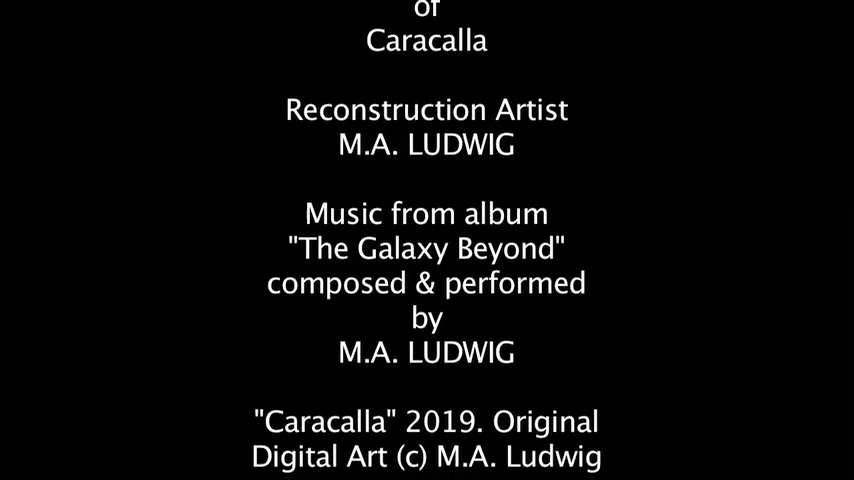 of
Caracalla
Reconstruction Artist
M.A. LUDWIG
Music from album
"The Galaxy Beyond"
composed & performed
by
M.A. LUDWIG
"Caracalla" 2019. Original
Digital Art (c) M.A. Ludwig